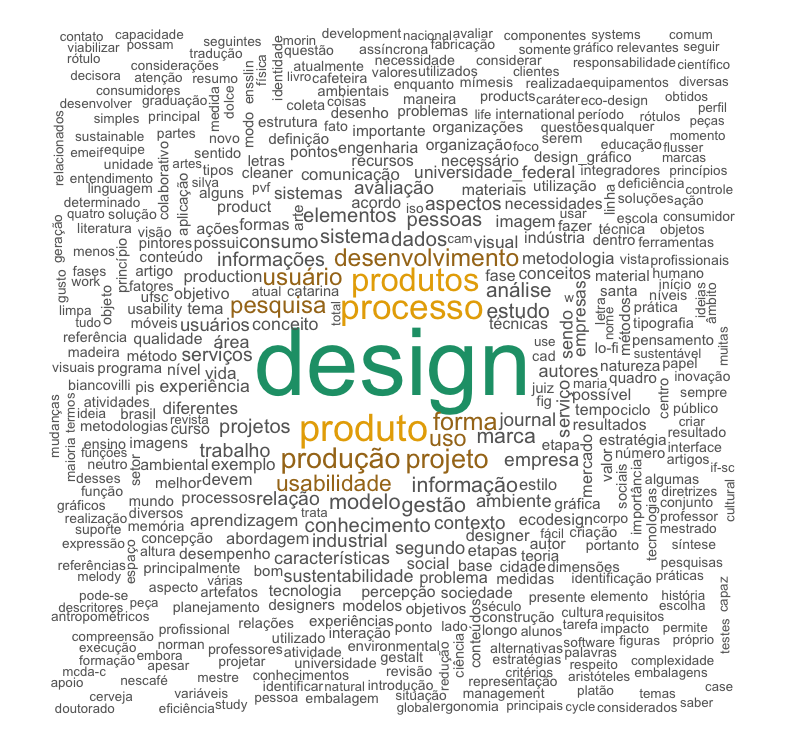 contato capacidade development nacional avaliar componentes systems comum
viabilizar possam seguintes morin fabricação somente gráfico relevantes seguir
rótulo tradução questão assíncrona
considerações atualmente necessidade considerar responsabilidade científico
decisora atenção resumo ensslin física identidade livro cafeteira valores utilizados clientes
consumidores medida dolce ambientais enquanto mímesis realizada equipamentos diversas
desenvolver graduação coleta coisas maneira products caráter eco-design obtidos
simples principal modo estrutura desenho problemas life international período rótulos perfil
relacionados sustainable partes novo fato importante organizações questões qualquer peças
emeif equipe definição engenharia organização foco serem educação flusser momento
unidade colaborativo artes sentido letras pontos recursos necessário design_gráfico marcas
entendimento tipos cleaner comunicação universidade_federal integradores princípios
linguagem aplicação silva alguns pvf sistemas avaliação materiais utilização linha deficiência controle
determinado product acordo iso aspectos necessidades soluções ação
quatro solução arte elementos pessoas imagem usar escola consumidor
literatura visão ações formas fazer técnica objetos
geração menos pintores possui consumo sistema dados cam visual indústria dentro ferramentas
conteúdo informações desenvolvimento metodologia vista profissionais
gusto fases princípio artigo production usuário produtos fase conceitos material humano
work fatores análise empresas santa início ideias âmbito
objeto ufsc objetivo atual catarina w letra níveis
limpa usability tema pesquisa total processo estudo nome métodos prática
tudo móveis usuários conceito técnicas sendo tipografia
referência qualidade área design use lo-fi pensamento muitas
madeira método serviços cad sustentável
visuais programa nível vida autores natureza papel
biancovilli pis experiência juiz maria quadro centro inovação
mudanças atividades fig serviço possível sempre
ideia brasil diferentes produto forma journal tempo ciclo público
termos metodologias revista curso projetos uso marca resultados criar
maioria ensino imagens etapa estratégia resultado
funções trabalho mercado número interface
neutro setor ambiental exemplo produção projeto empresa valor artigos
desses melhor devem usabilidade informação estilo sociais if-sc
função algumas
gráficos mundo processos relação modelo gestão ambiente gráfica importância diretrizes cultural
realização diversos trata conjunto
suporte memória aprendizagem conhecimento contexto ecodesign corpo tecnologias professor
expressão concepção abordagem industrial designer fácil criação mestrado
espaço altura desempenho segundo etapas autor portanto síntese
referências principalmente características teoria
melody bom sustentabilidade social base cidade dimensões pesquisas
aspecto várias problema medidas identificação práticas
pode-se artefatos tecnologia percepção sociedade presente elemento história capaz
descritores peça planejamento designers modelos objetivos século cultura requisitos escolha
antropométricos relações experiências construção
profissional ponto lado conteúdos longo alunos tarefa impacto permite testes
compreensão utilizado interação
execução norman professores environmental ciência alternativas software figuras próprio
formação embora atividade gestalt estratégias palavras
mcda-c apesar projetar universidade revisão redução critérios respeito complexidade
apoio nescafé mestre conhecimentos representação aristóteles embalagens
identificar natural introdução platão
cerveja variáveis pessoa embalagem situação management temas case
doutorado eficiência study global ergonomia principais cycle considerados saber